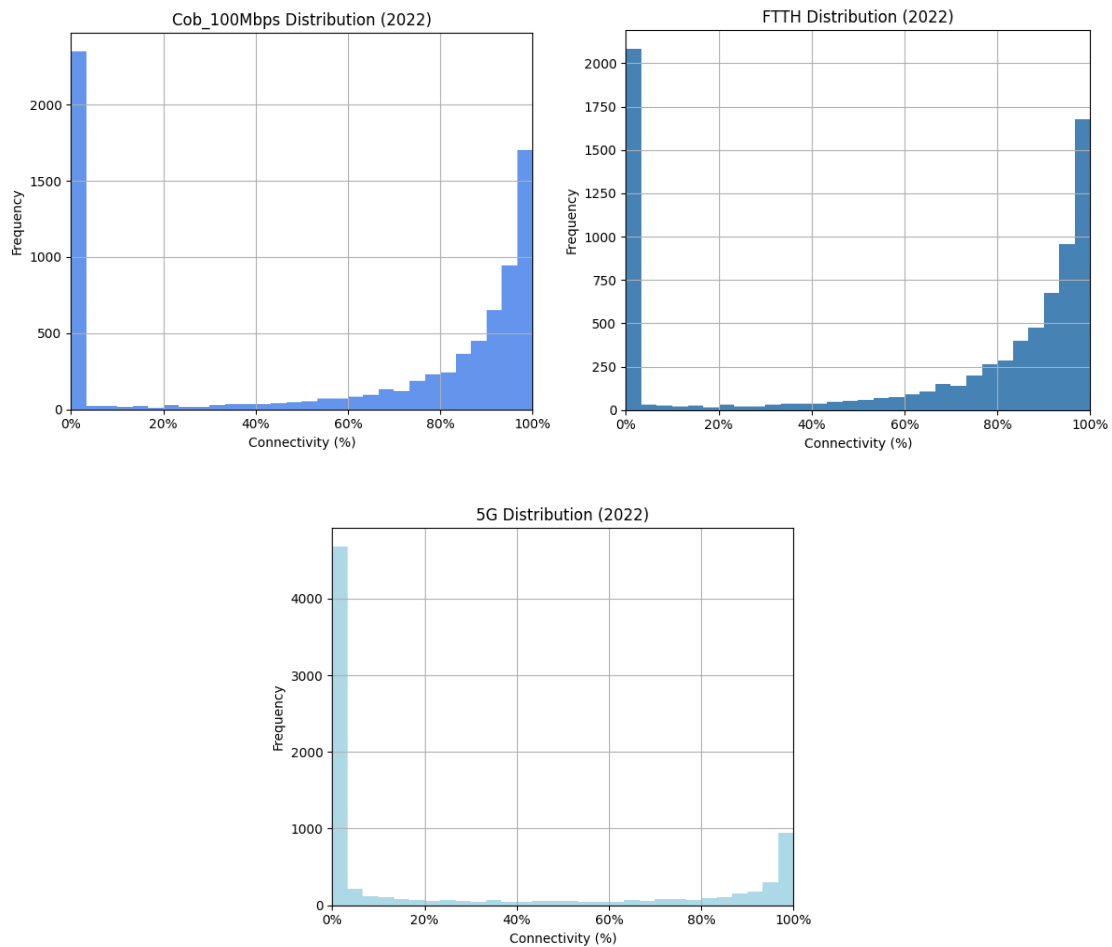 Cob_100Mbps Distribution (2022)
2000
1500
1000
500
0
Frequency
0% 20% 40% 60% 80% 100%
Connectivity (%)
FTTH Distribution (2022)
2000
1750
1500
1250
1000
750
500
250
0
Frequency
0% 20% 40% 60% 80% 100%
Connectivity (%)
5G Distribution (2022)
4000
3000
2000
1000
0
Frequency
0% 20% 40% 60% 80% 100%
Connectivity (%)